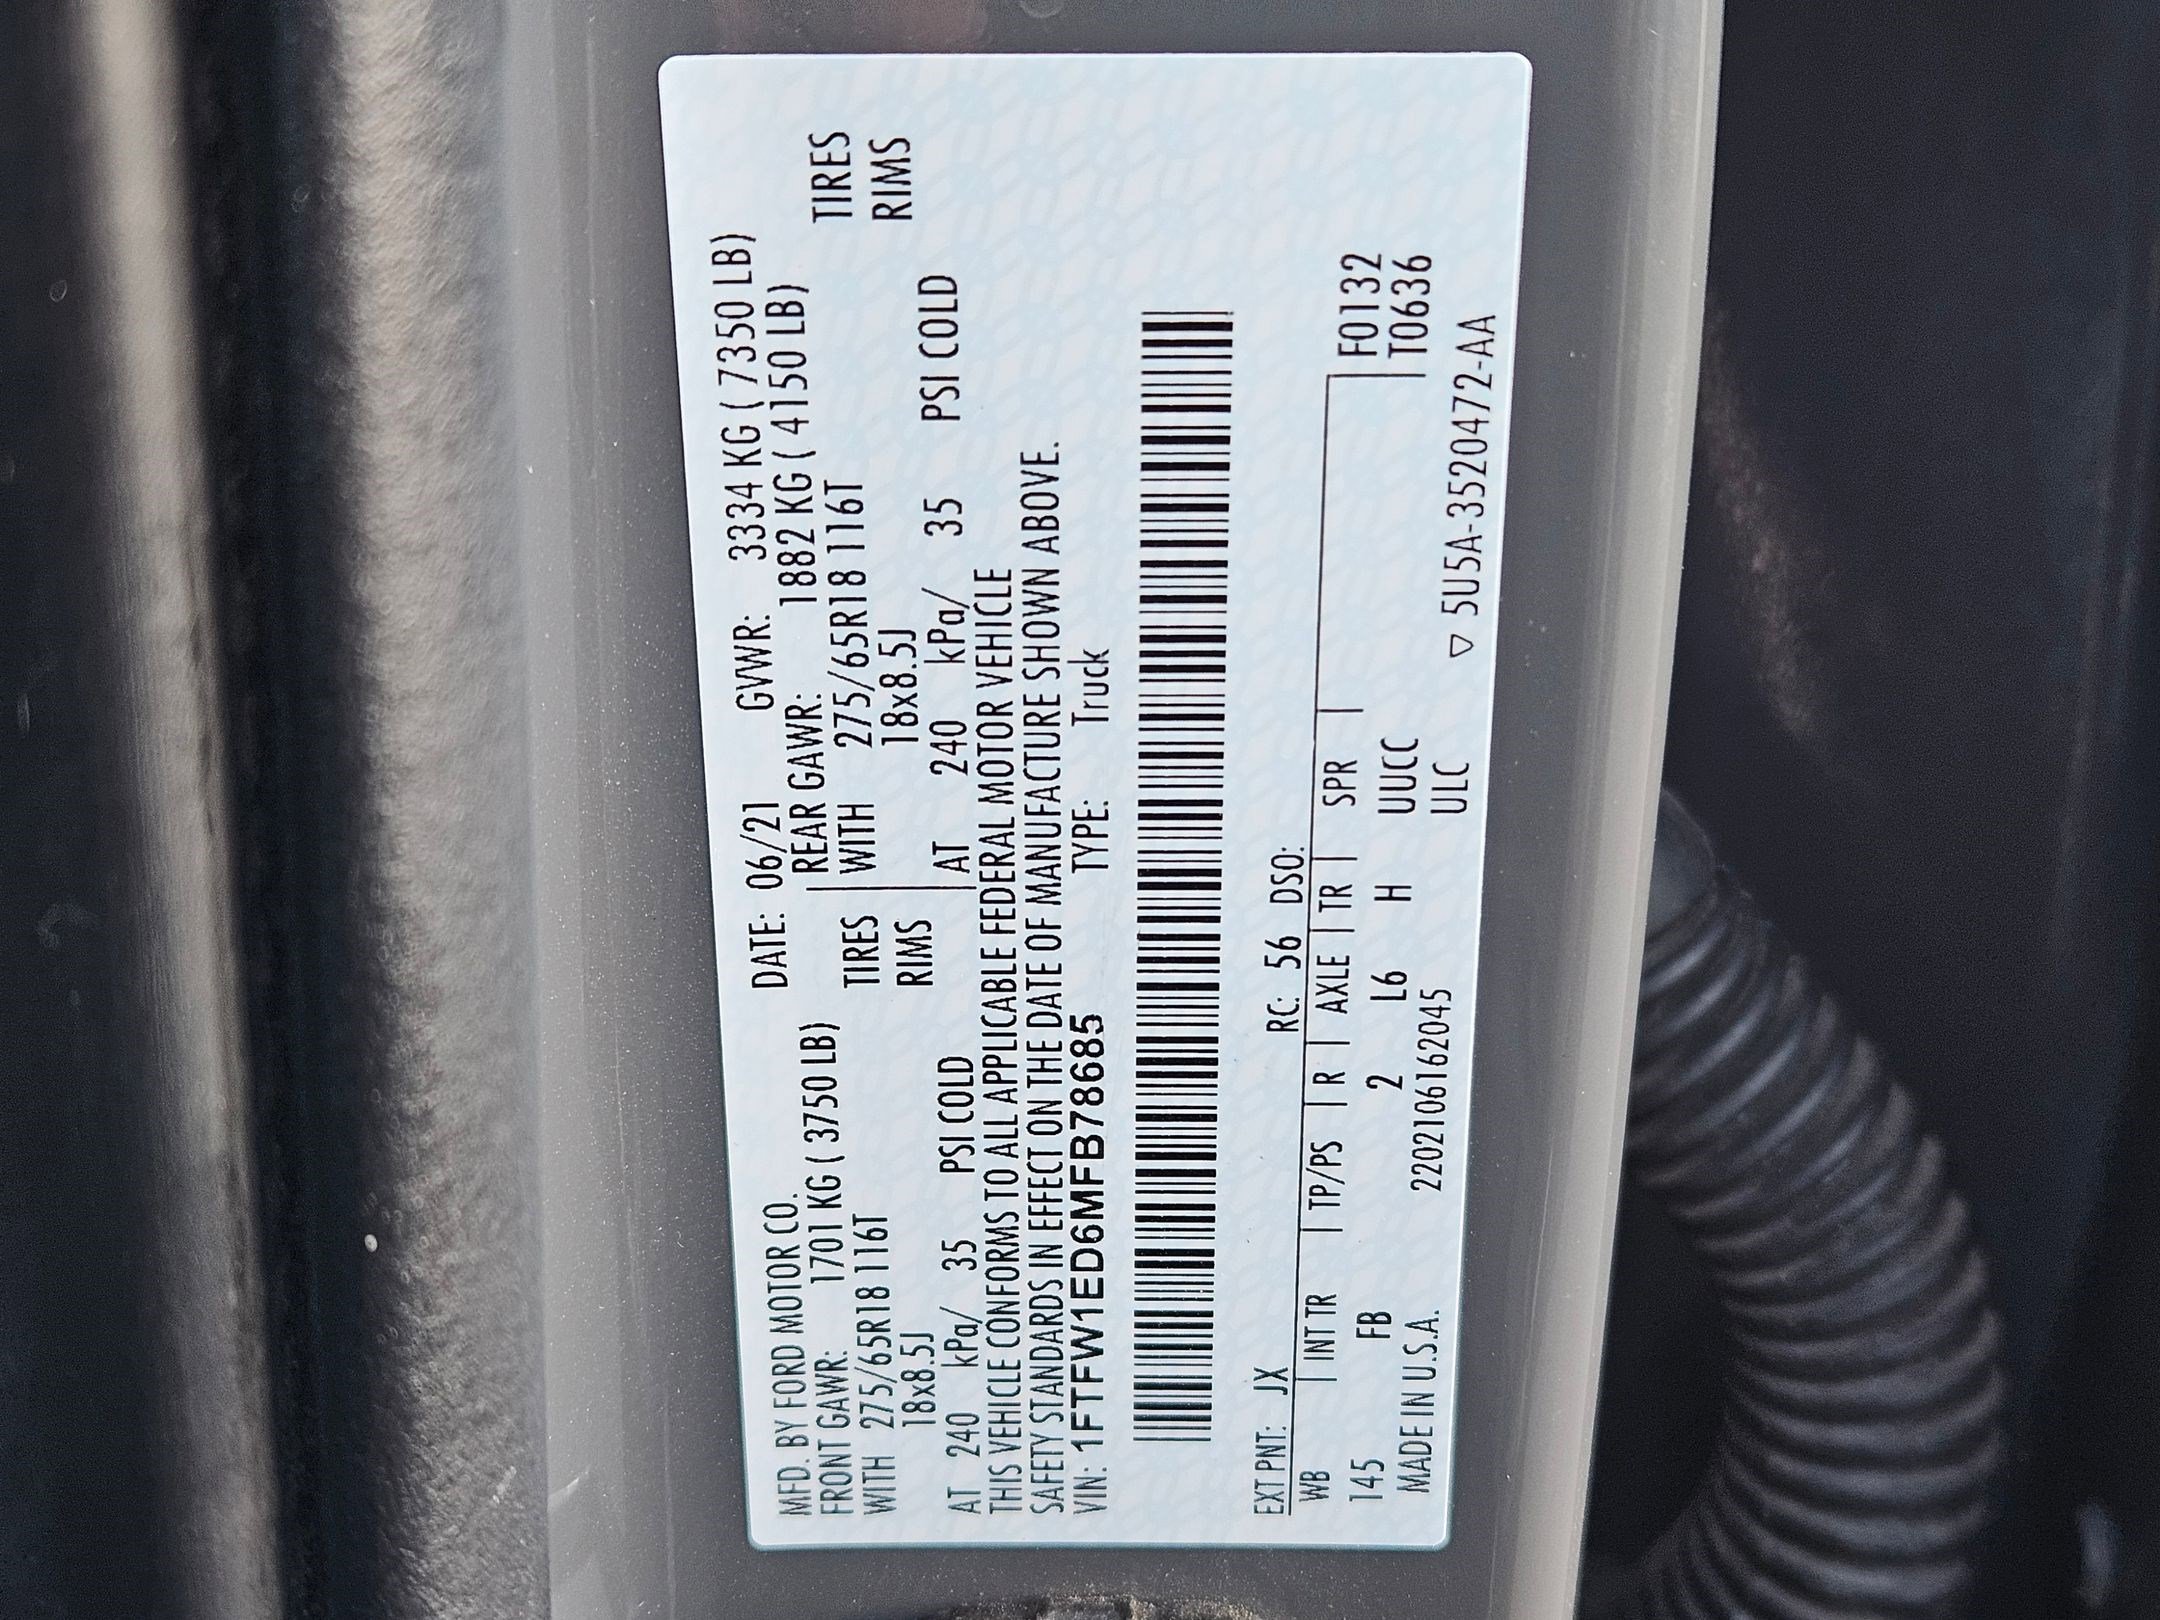 MFD. BY FORD MOTOR CO. DATE: 06/21 GVWR: 3334 KG ( 7350 LB)
FRONT GAWR: 1701 KG ( 3750 LB) REAR GAWR: 1882 KG ( 4150 LB)
WITH 275/65R18 116T TIRES WITH 275/65R18 116T TIRES
18x8.5J RIMS 18x8.5J RIMS
AT 240 kPa/ 35 PSI COLD AT 240 kPa/ 35 PSI COLD
THIS VEHICLE CONFORMS TO ALL APPLICABLE FEDERAL MOTOR VEHICLE
SAFETY STANDARDS IN EFFECT ON THE DATE OF MANUFACTURE SHOWN ABOVE.
VIN: 1FTFW1ED6MFB78685 TYPE: Truck
EXT PNT: JX RC: 56 DSO:
WB INT TR TP/PS R AXLE TR SPR F0132
145 FB 2 L6 H UUCC T0636
MADE IN U.S.A. 220210616204​5 ULC
▽ 5U5A-3520472-AA